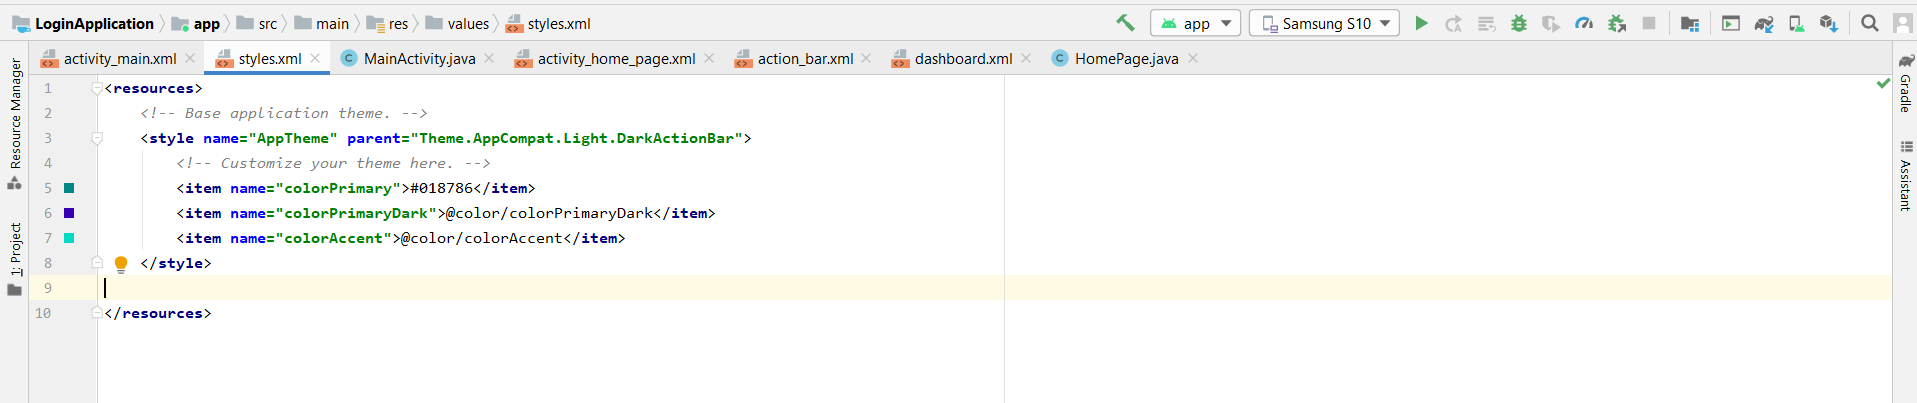 LoginApplication app src main res values styles.xml app Samsung S10
activity_main.xml styles.xml MainActivity.java activity_home_page.xml action_bar.xml dashboard.xml HomePage.java
Resource Manager
1: Project
1 <resources>
2 <!-- Base application theme. -->
3 <style name="AppTheme" parent="Theme.AppCompat.Light.DarkActionBar">
4 <!-- Customize your theme here. -->
5 <item name="colorPrimary">#018786</item>
6 <item name="colorPrimaryDark">@color/colorPrimaryDark</item>
7 <item name="colorAccent">@color/colorAccent</item>
8 </style>
9
10 </resources>
Gradle
Assistant